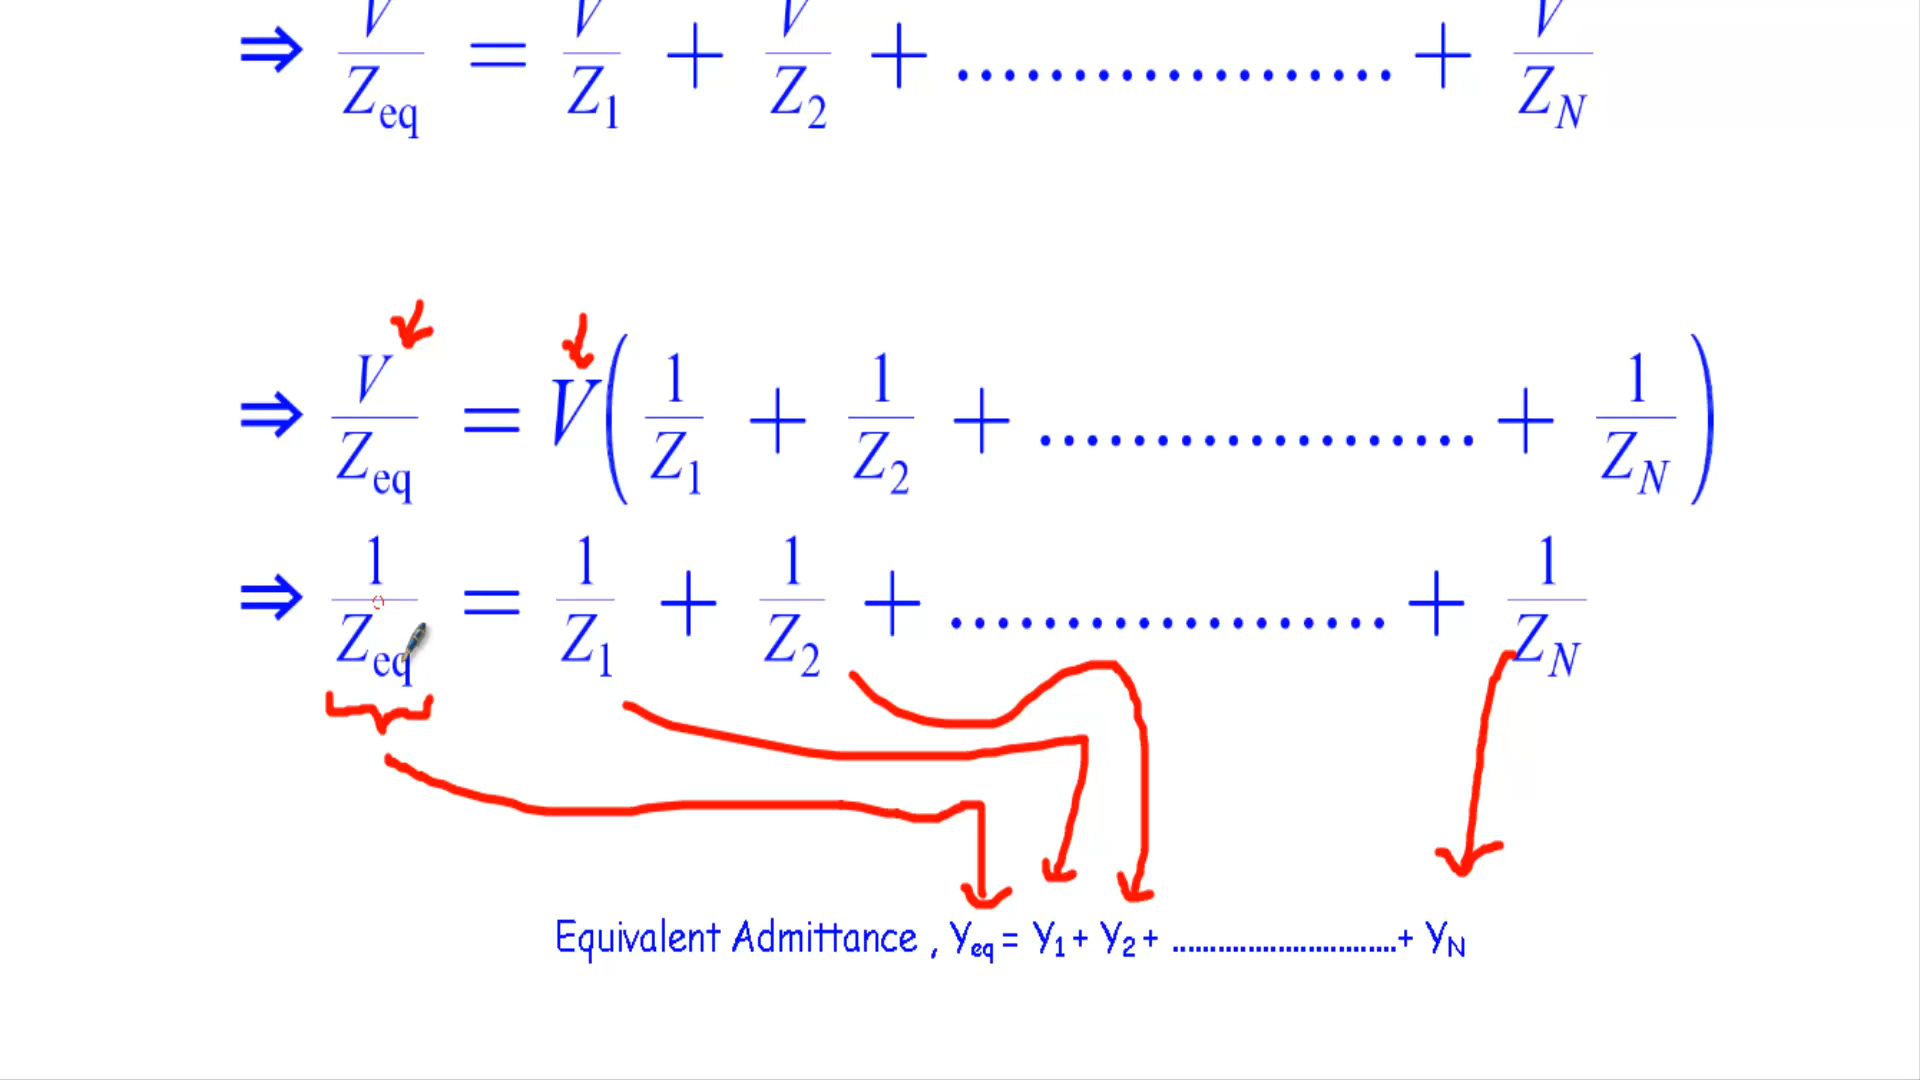 ⇒ V/Z_eq = V/Z_1 + V/Z_2 + ................... + V/Z_N
⇒ V/Z_eq = V( 1/Z_1 + 1/Z_2 + ................... + 1/Z_N )
⇒ 1/Z_eq = 1/Z_1 + 1/Z_2 + ................... + 1/Z_N
Equivalent Admittance , Y_eq = Y_1 + Y_2 + .............................. + Y_N